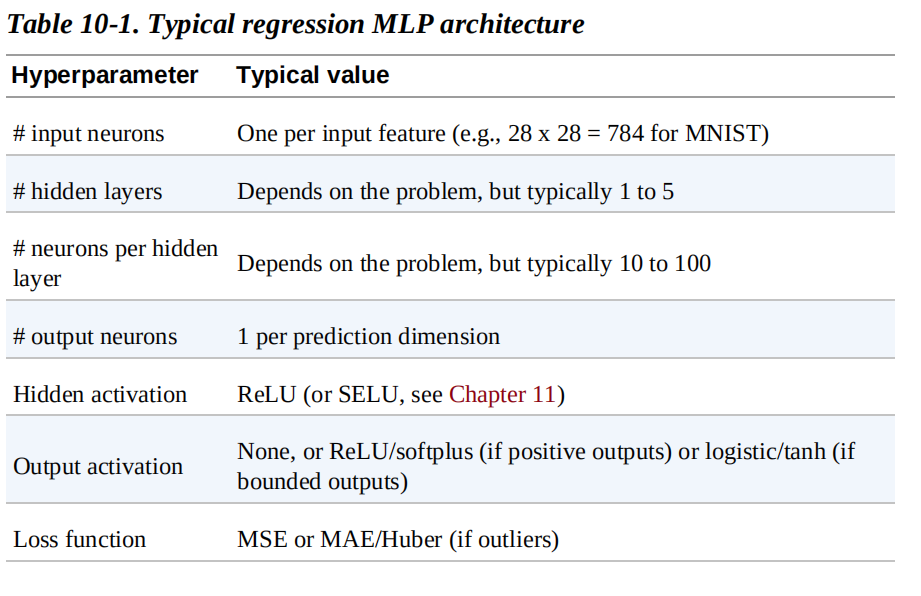 Table 10-1. Typical regression MLP architecture
Hyperparameter Typical value
# input neurons One per input feature (e.g., 28 x 28 = 784 for MNIST)
# hidden layers Depends on the problem, but typically 1 to 5
# neurons per hidden
layer
Depends on the problem, but typically 10 to 100
# output neurons 1 per prediction dimension
Hidden activation ReLU (or SELU, see Chapter 11)
Output activation
None, or ReLU/softplus (if positive outputs) or logistic/tanh (if
bounded outputs)
Loss function MSE or MAE/Huber (if outliers)